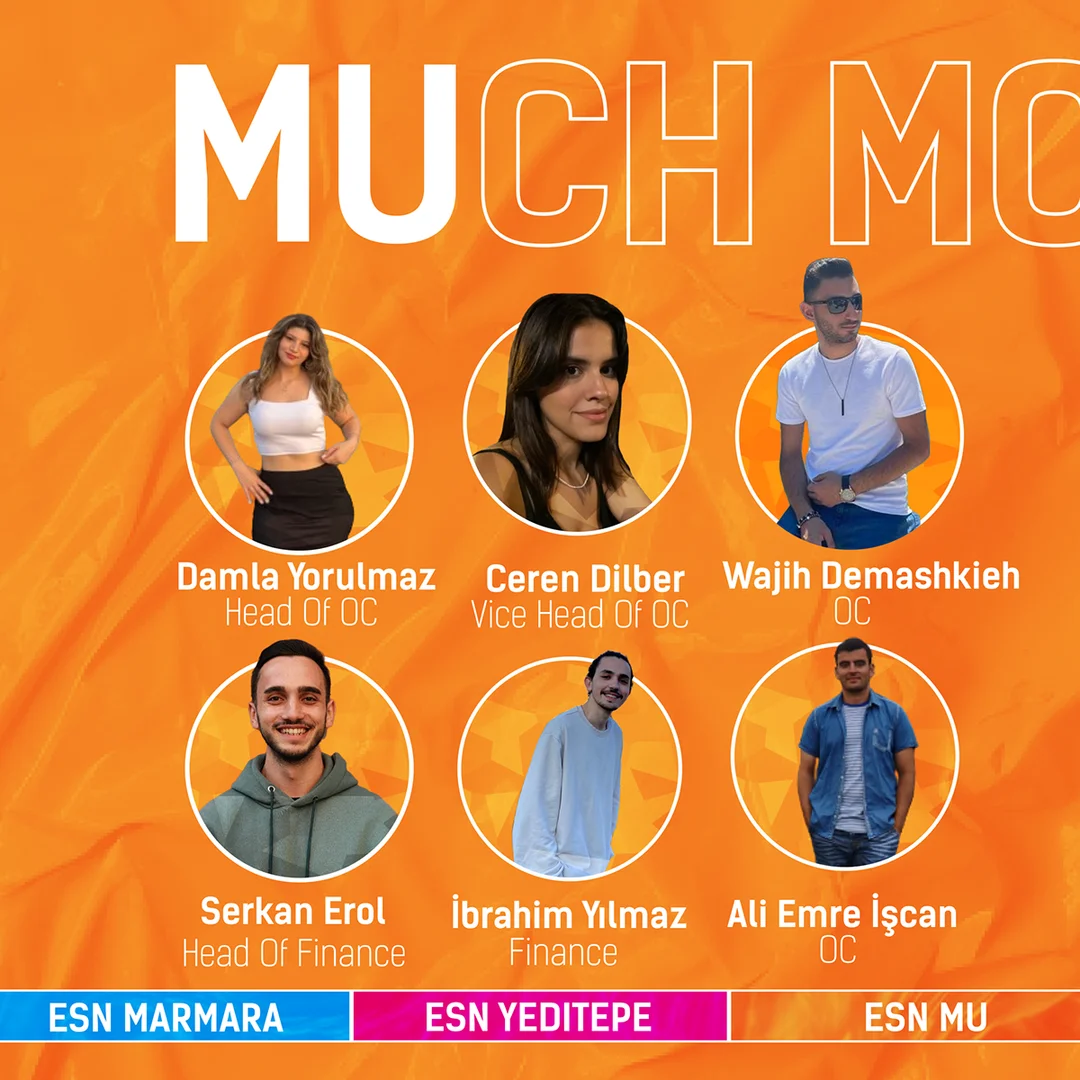 MUCH MO
Damla Yorulmaz
Head Of OC
Ceren Dilber
Vice Head Of OC
Wajih Demashkieh
OC
Serkan Erol
Head Of Finance
İbrahim Yılmaz
Finance
Ali Emre İşcan
OC
ESN MARMARA
ESN YEDITEPE
ESN MU